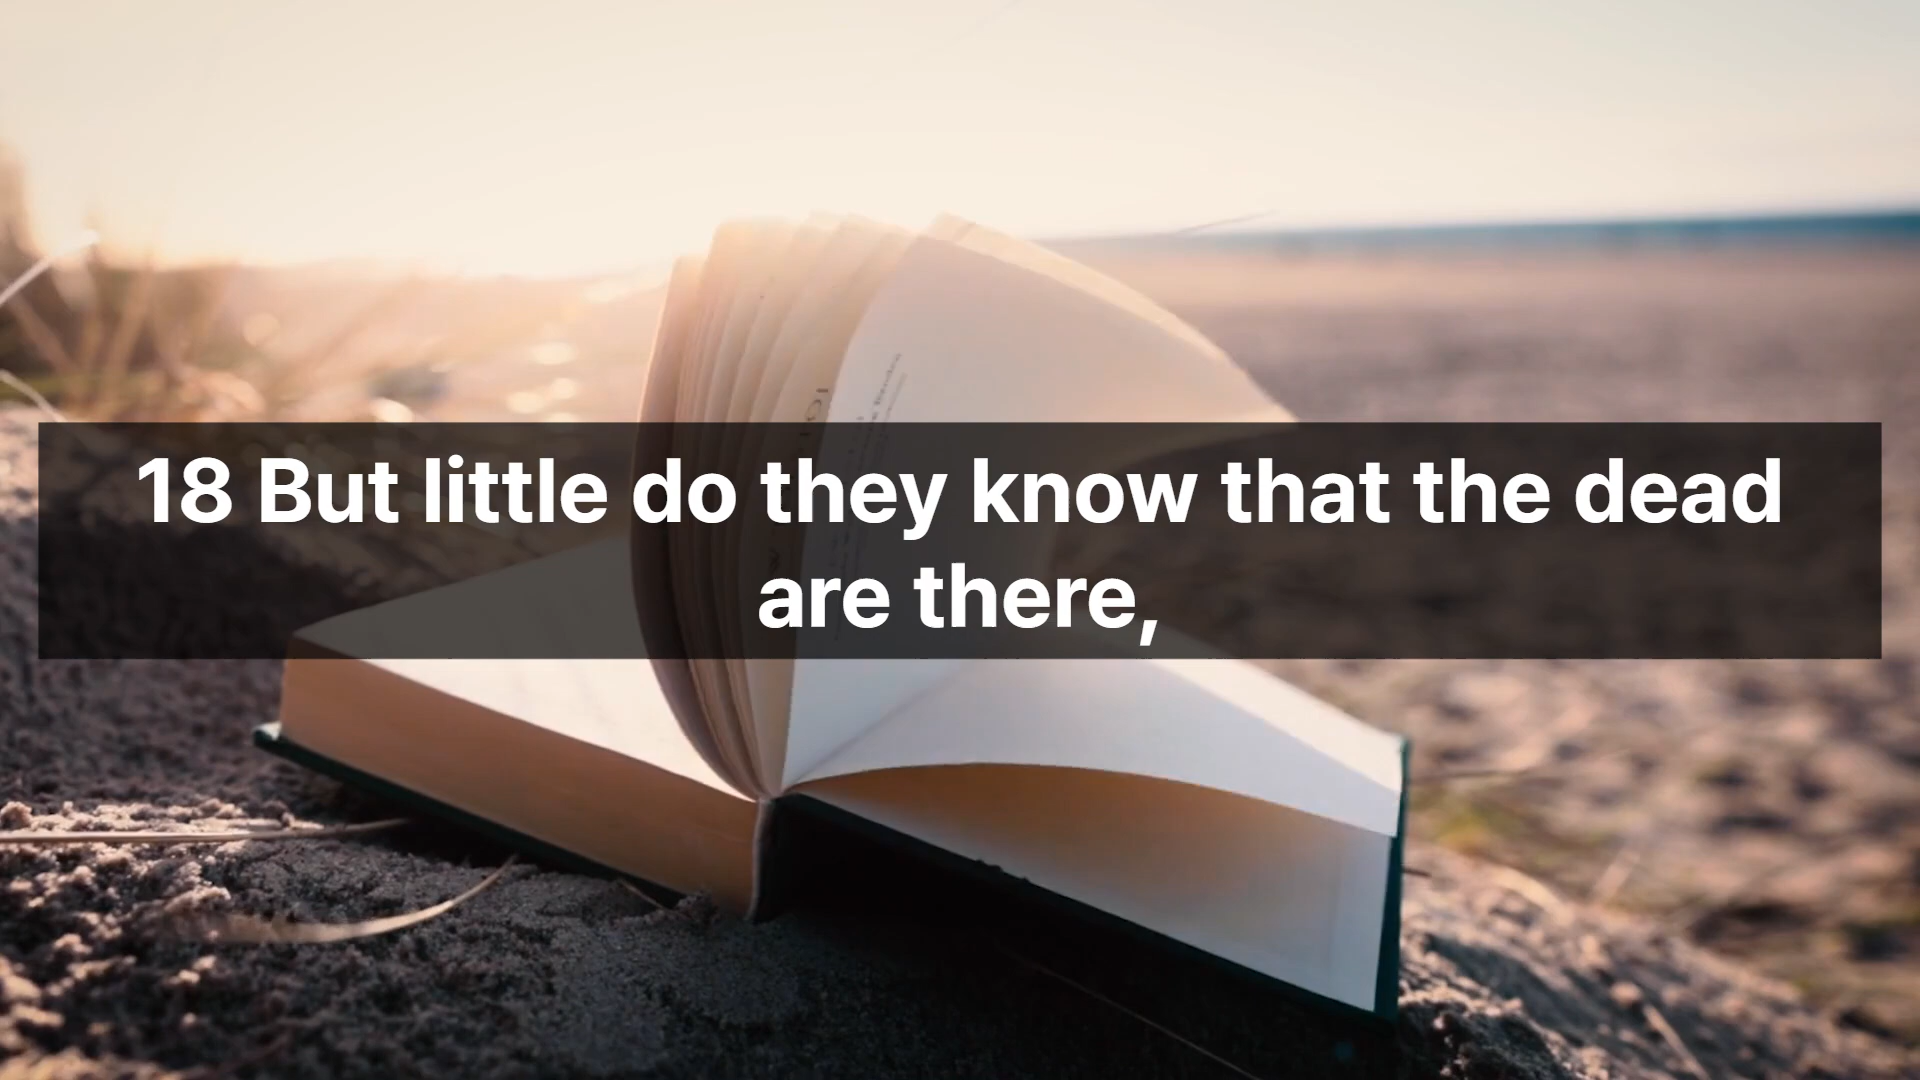 18 But little do they know that the dead
are there,